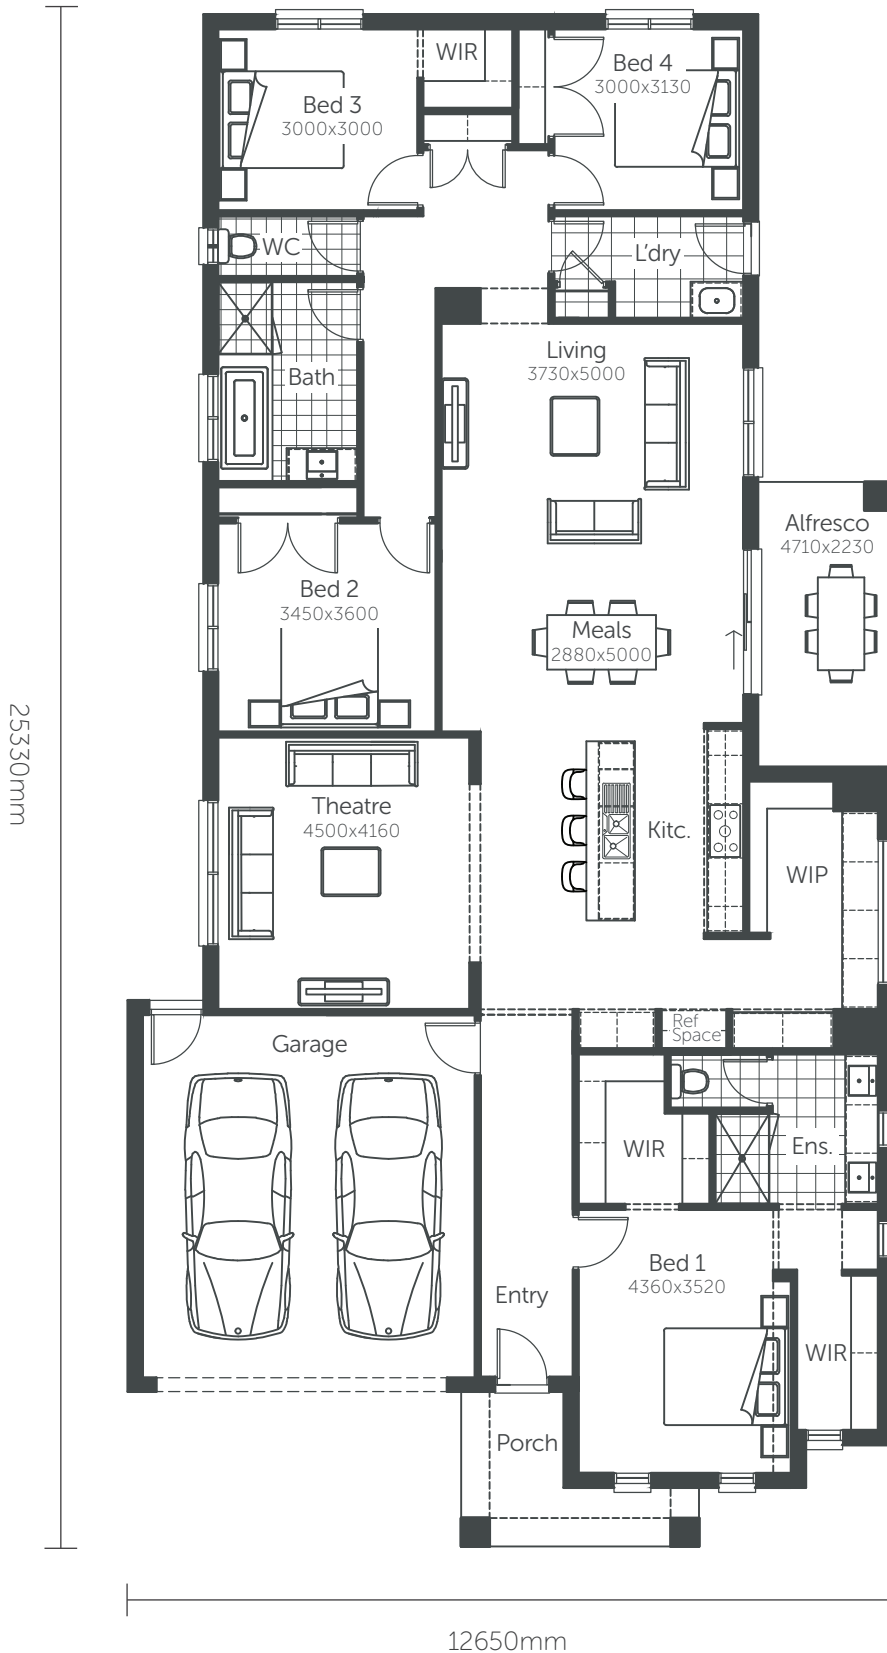 WIR
Bed 4
3000x3130
Bed 3
3000x3000
WC
L'dry
Living
3730x5000
Bath
Alfresco
4710x2230
Bed 2
3450x3600
Meals
2880x5000
25330mm
Theatre
4500x4160
Kitc.
WIP
Ref
Space
Garage
WIR
Ens.
Bed 1
4360x3520
Entry
WIR
Porch
12650mm